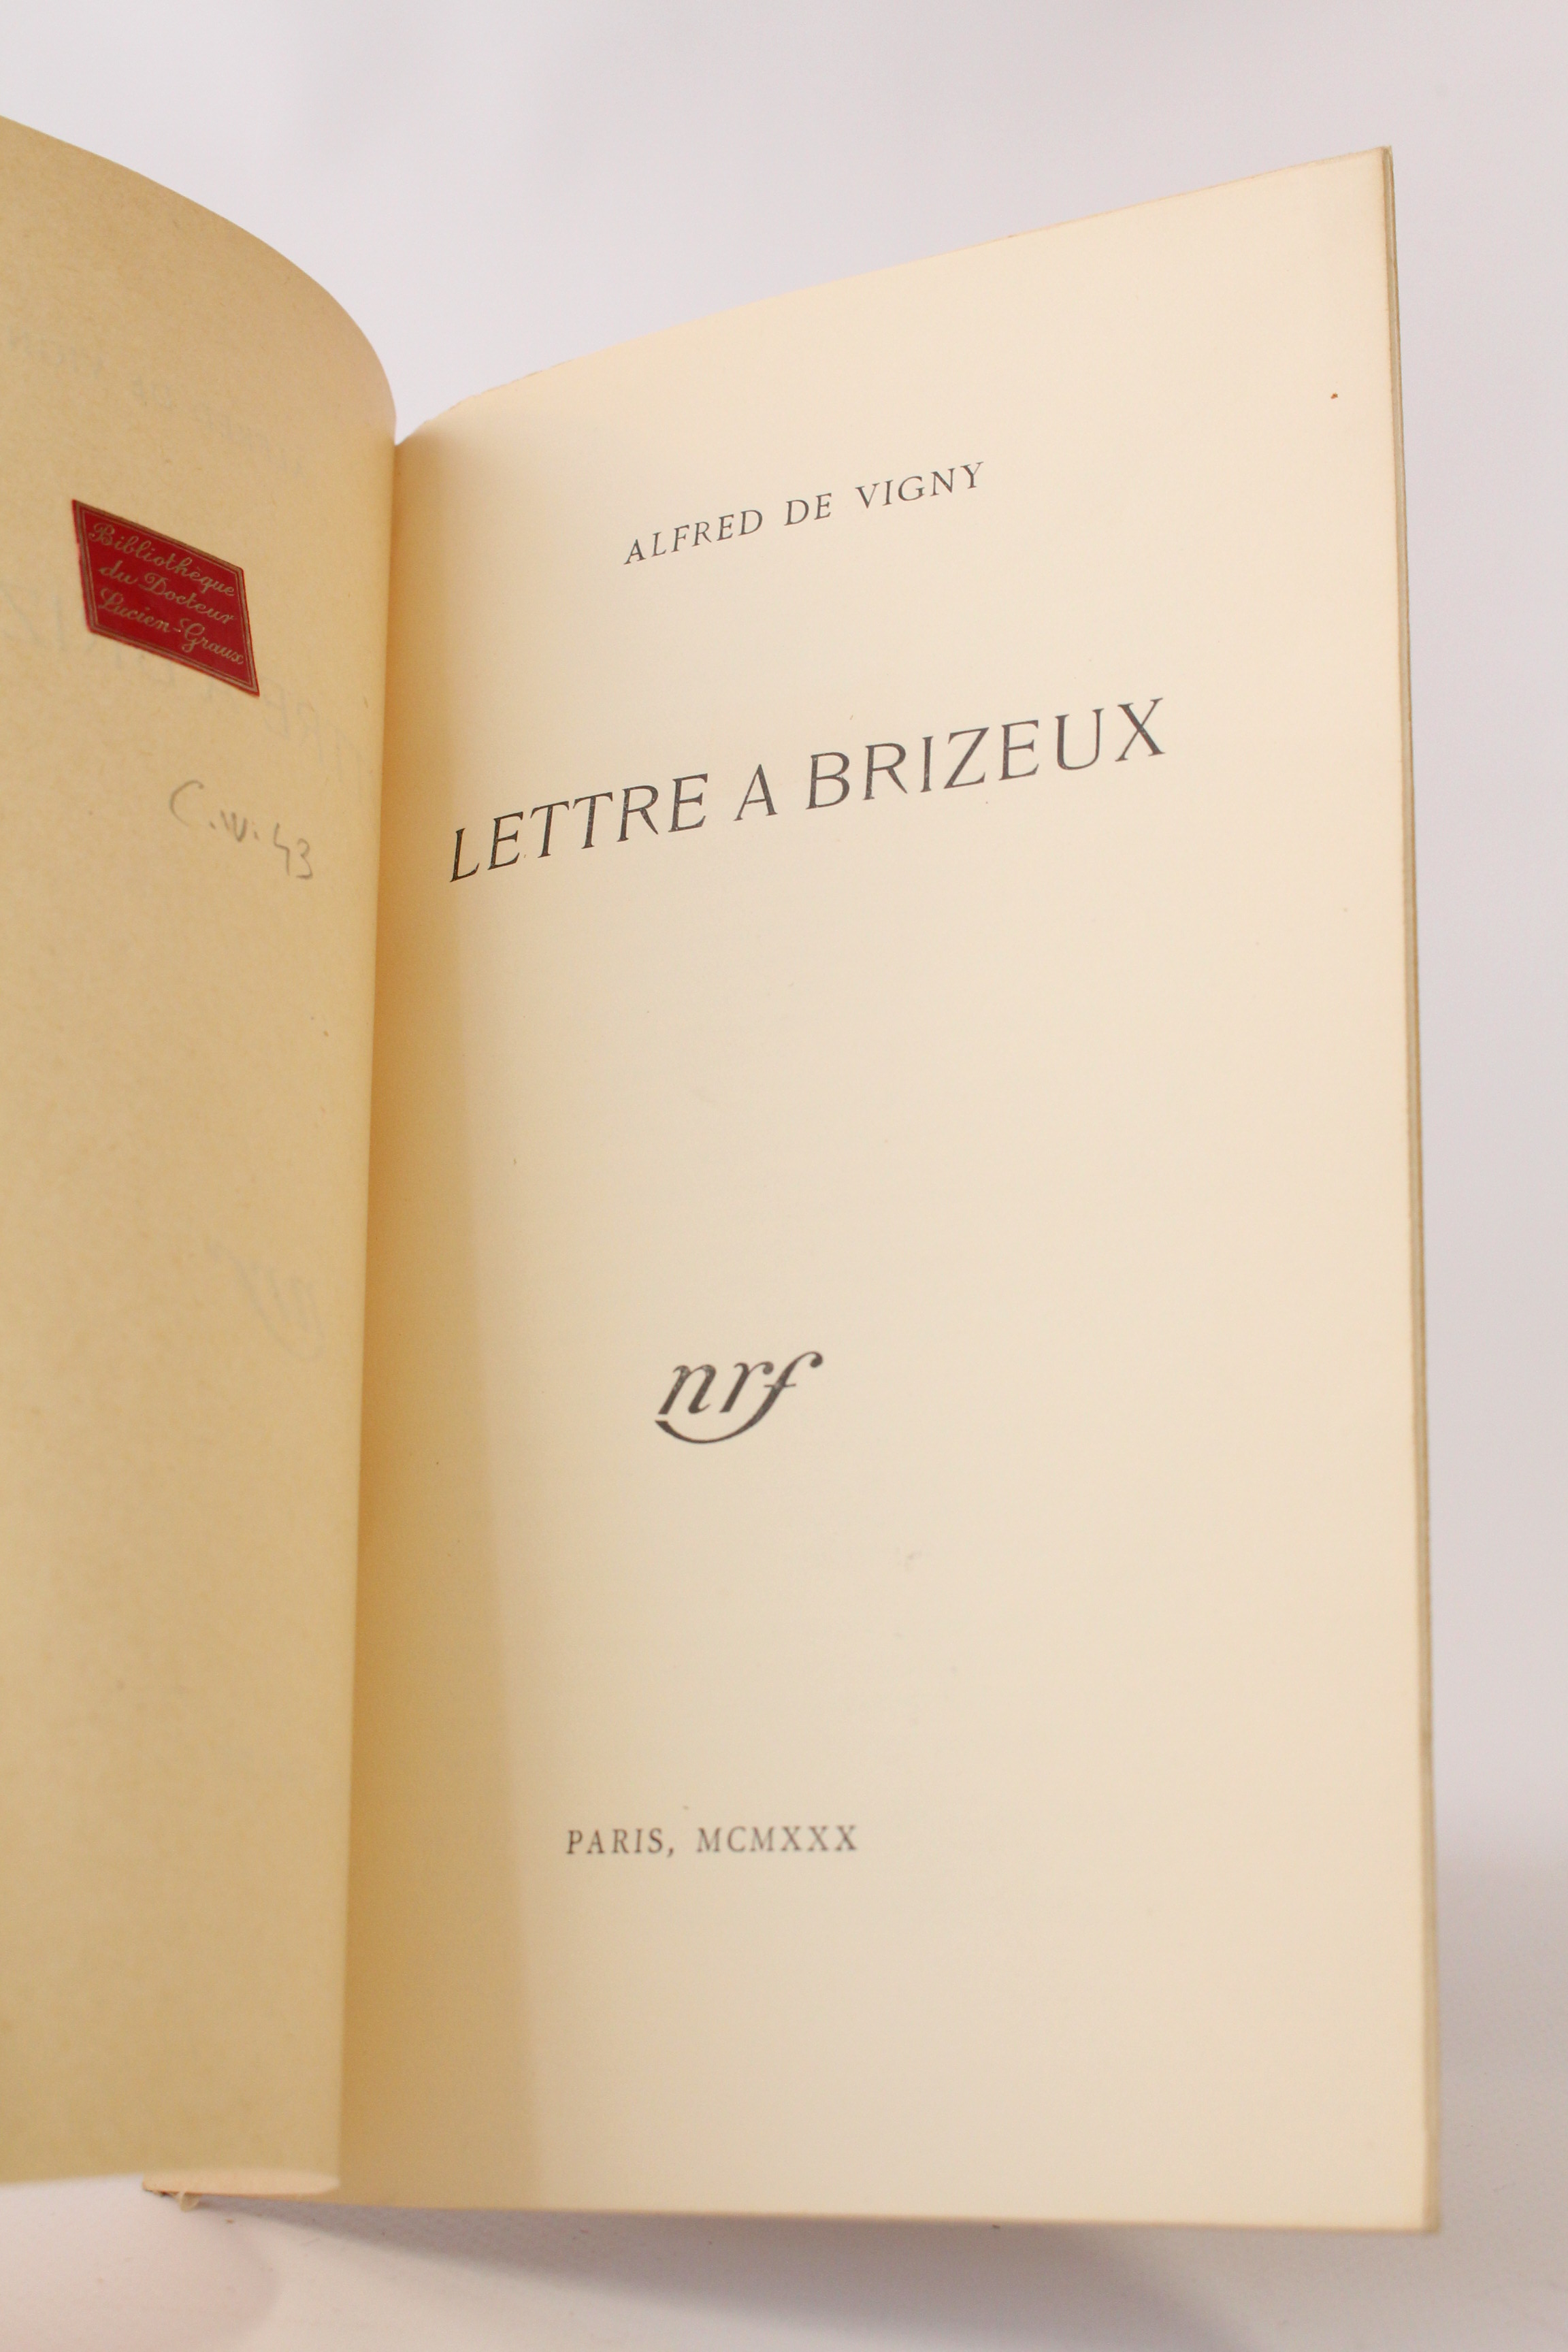 Bibliothèque
du Docteur
Lucien-Graux
C.W. 43
ALFRED DE VIGNY
LETTRE A BRIZEUX
nrf
PARIS, MCMXXX